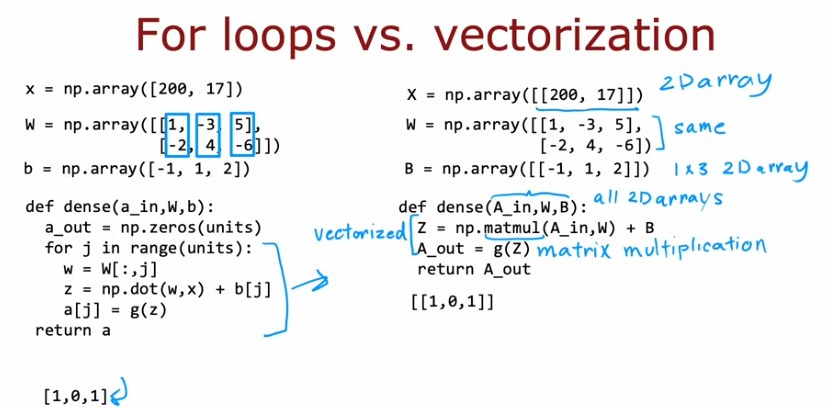 For loops vs. vectorization
x = np.array([200, 17])
W = np.array([[1, -3, 5],
[-2, 4, -6]])
b = np.array([-1, 1, 2])
def dense(a_in,W,b):
a_out = np.zeros(units)
for j in range(units):
w = W[:,j]
z = np.dot(w,x) + b[j]
a[j] = g(z)
return a
[1,0,1]
X = np.array([[200, 17]]) 2D array
W = np.array([[1, -3, 5], same
[-2, 4, -6]])
B = np.array([[-1, 1, 2]]) 1x3 2D array
all 2D arrays
def dense(A_in,W,B):
vectorized Z = np.matmul(A_in,W) + B
A_out = g(Z) matrix multiplication
return A_out
[[1,0,1]]